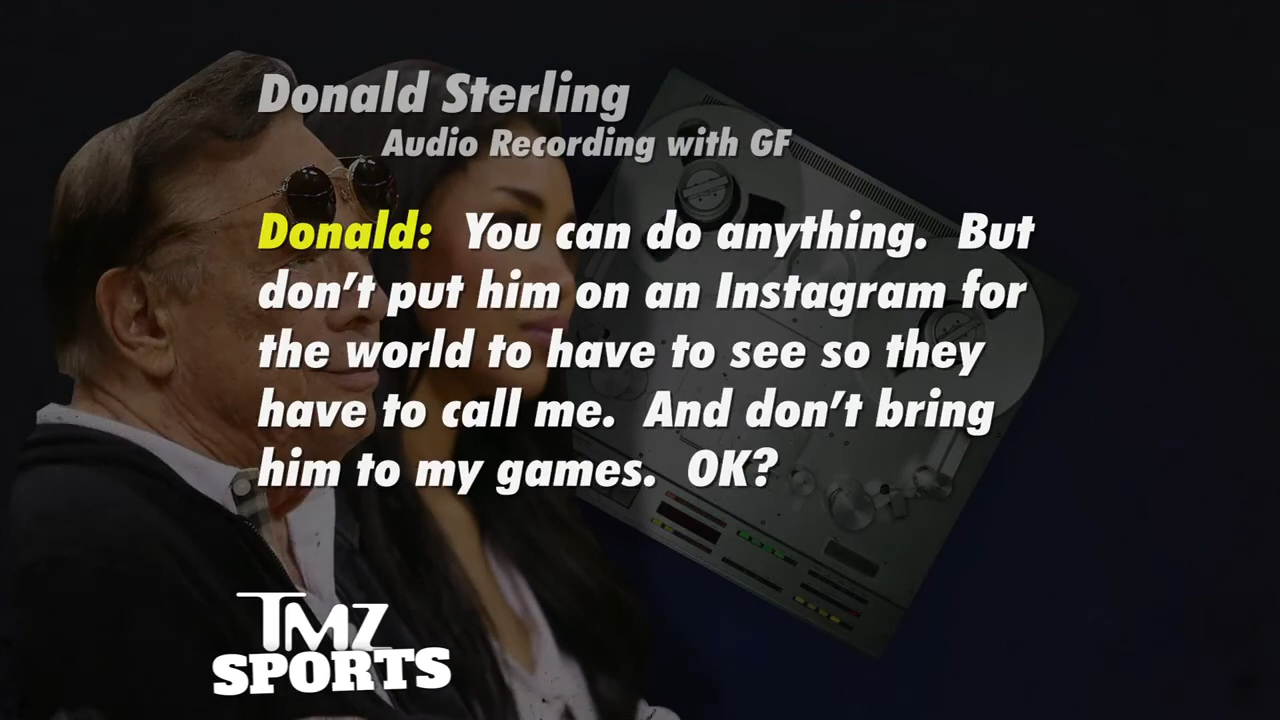 Donald Sterling
Audio Recording with GF
Donald: You can do anything. But
don't put him on an Instagram for
the world to have to see so they
have to call me. And don't bring
him to my games. OK?
TMZ
SPORTS